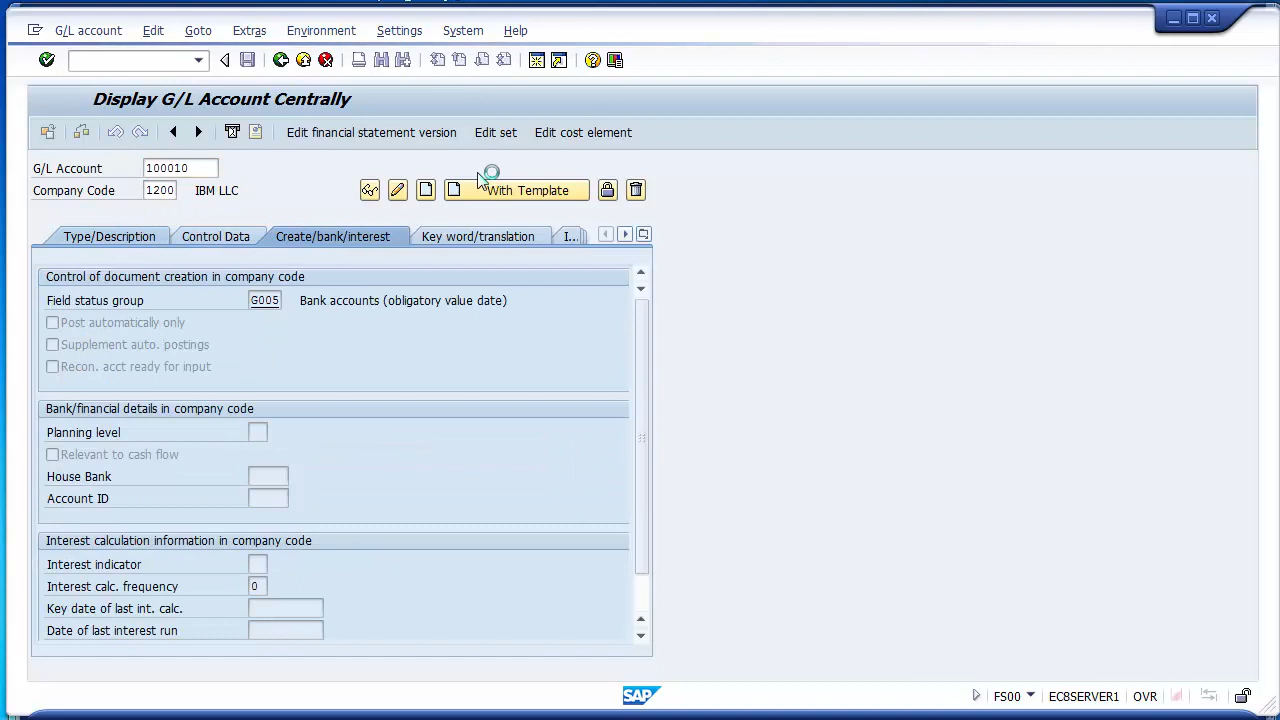 G/L account Edit Goto Extras Environment Settings System Help
Display G/L Account Centrally
Edit financial statement version Edit set Edit cost element
G/L Account 100010
Company Code 1200 IBM LLC With Template
Type/Description Control Data Create/bank/interest Key word/translation I...
Control of document creation in company code
Field status group G005 Bank accounts (obligatory value date)
Post automatically only
Supplement auto. postings
Recon. acct ready for input
Bank/financial details in company code
Planning level
Relevant to cash flow
House Bank
Account ID
Interest calculation information in company code
Interest indicator
Interest calc. frequency 0
Key date of last int. calc.
Date of last interest run
SAP FS00 EC8SERVER1 OVR